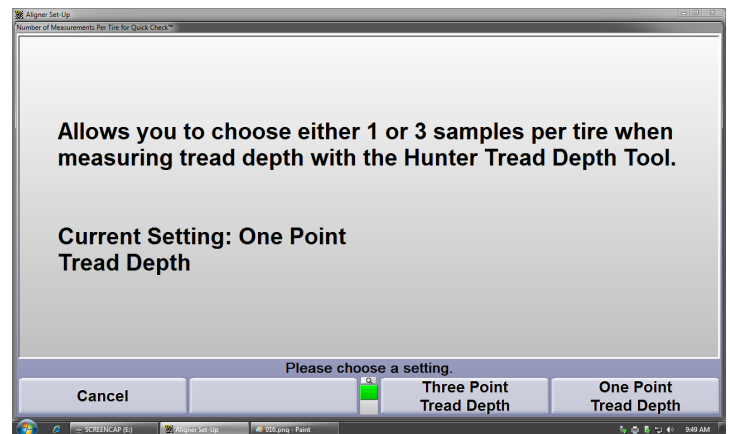 Aligner Set-Up
Number of Measurements Per Tire for Quick Check™
Allows you to choose either 1 or 3 samples per tire when
measuring tread depth with the Hunter Tread Depth Tool.
Current Setting: One Point
Tread Depth
Please choose a setting.
Cancel
Three Point
Tread Depth
One Point
Tread Depth
SCREENCAP (E:)
Aligner Set-Up
016.png - Paint
9:49 AM